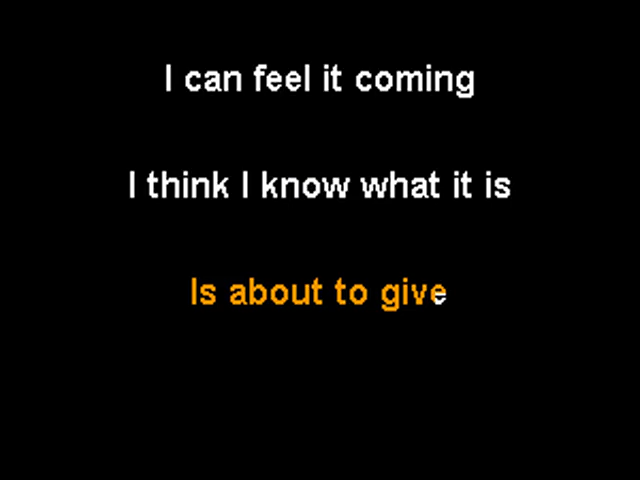 I can feel it coming
I think I know what it is
Is about to give